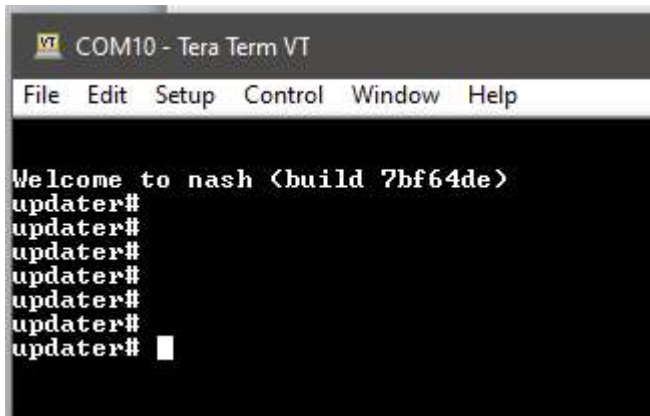 COM10 - Tera Term VT
File Edit Setup Control Window Help
Welcome to nash (build 7bf64de)
updater#
updater#
updater#
updater#
updater#
updater#
updater#